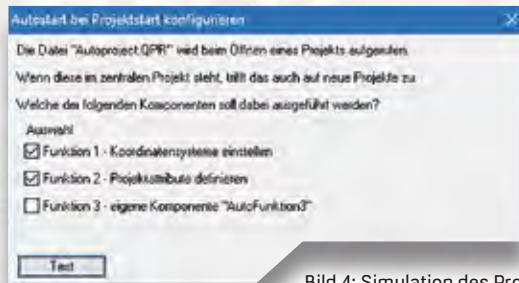 Autostart bei Projektstart konfigurieren
Die Datei "Autoproject.QPR" wird beim Öffnen eines Projekts aufgerufen.
Wenn diese im zentralen Projekt steht, trifft das auch auf neue Projekte zu.
Welche der folgenden Komponenten soll dabei ausgeführt werden?
Auswahl
Funktion 1 - Koordinatensysteme einstellen
Funktion 2 - Projektattribute definieren
Funktion 3 - eigene Komponente "AutoFunktion3"
Test
Bild 4: Simulation des Pro